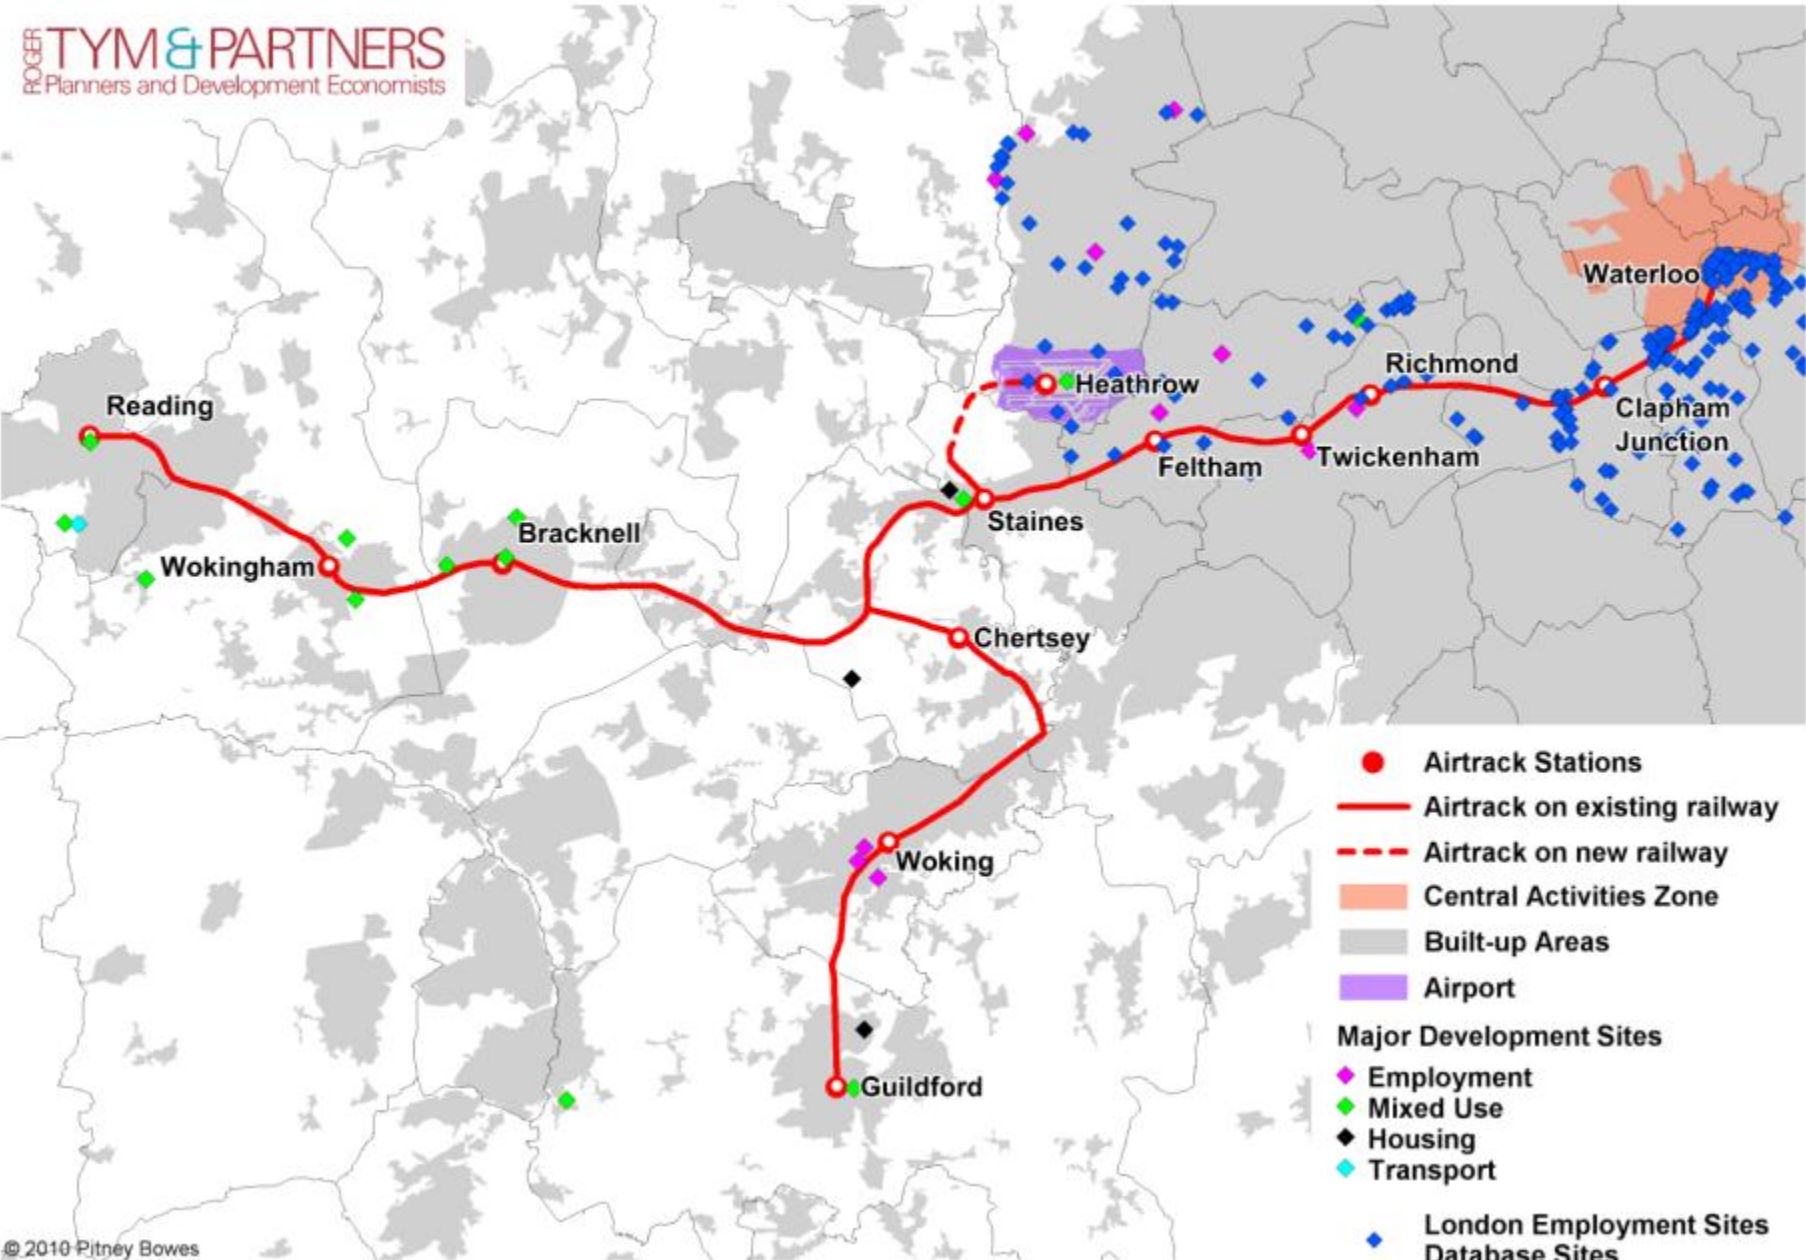 ROGER
TYM & PARTNERS
Planners and Development Economists
Waterloo
Richmond
Reading
Heathrow
Clapham
Junction
Twickenham
Feltham
Staines
Bracknell
Wokingham
Chertsey
Airtrack Stations
Airtrack on existing railway
Airtrack on new railway
Woking
Central Activities Zone
Built-up Areas
Airport
Major Development Sites
Employment
Guildford
Mixed Use
Housing
Transport
London Employment Sites
Database Sites
© 2010 Pitney Bowes